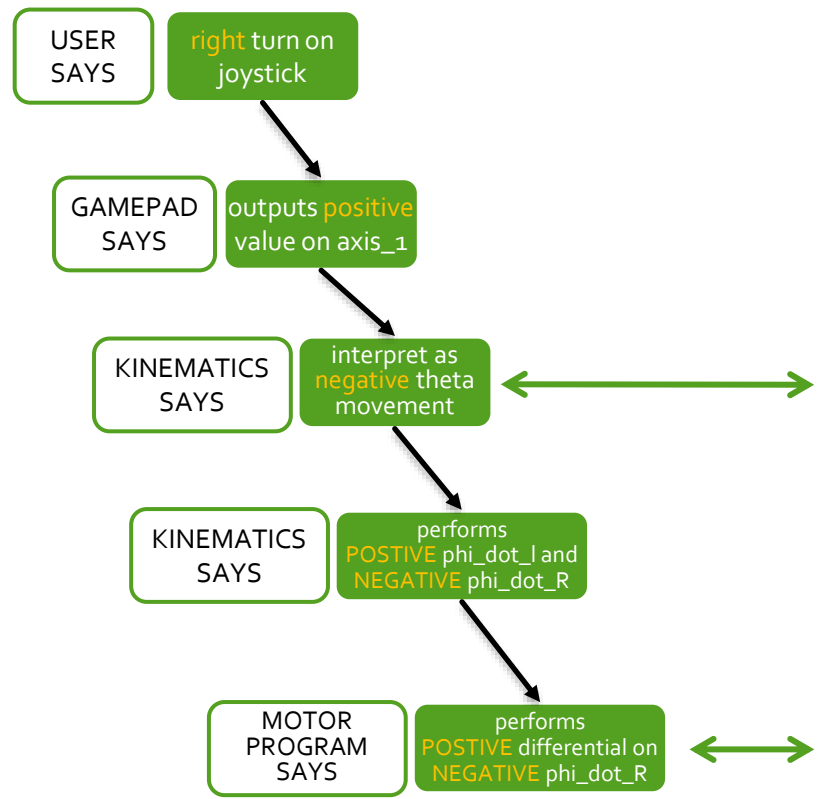 USER
SAYS
right turn on
joystick
GAMEPAD
SAYS
outputs positive
value on axis_1
KINEMATICS
SAYS
interpret as
negative theta
movement
KINEMATICS
SAYS
performs
POSTIVE phi_dot_l and
NEGATIVE phi_dot_R
MOTOR
PROGRAM
SAYS
performs
POSTIVE differential on
NEGATIVE phi_dot_R